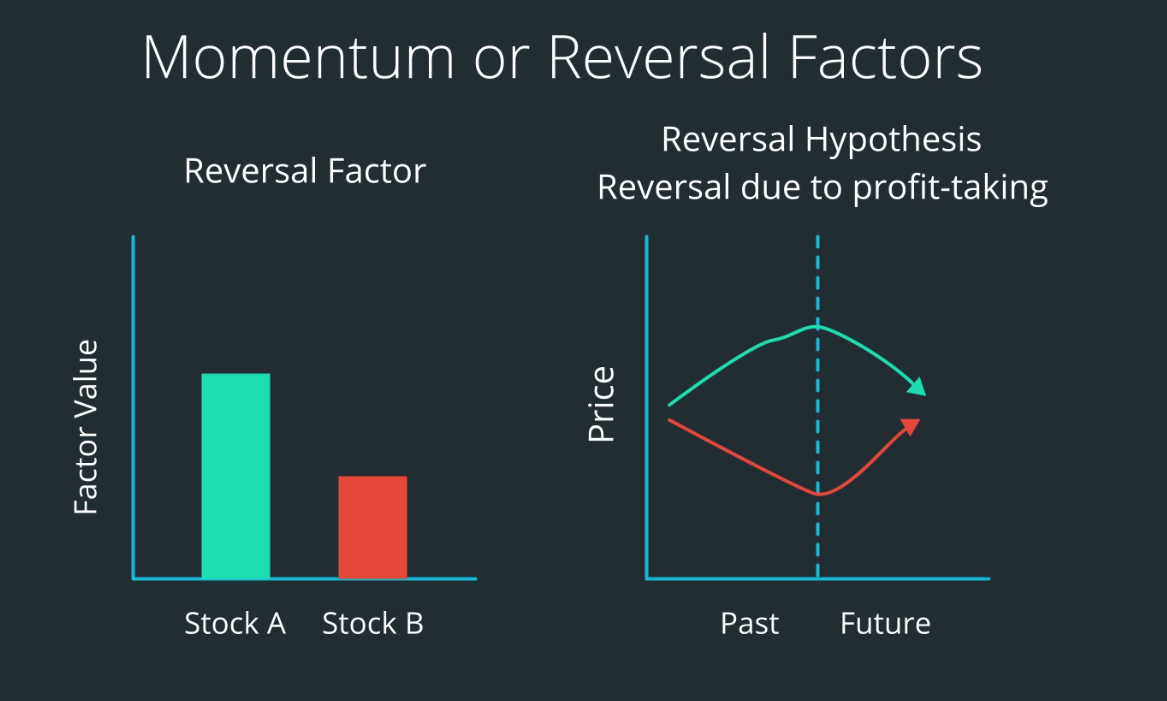 Momentum or Reversal Factors
Reversal Factor
Factor Value
Stock A
Stock B
Reversal Hypothesis
Reversal due to profit-taking
Price
Past
Future